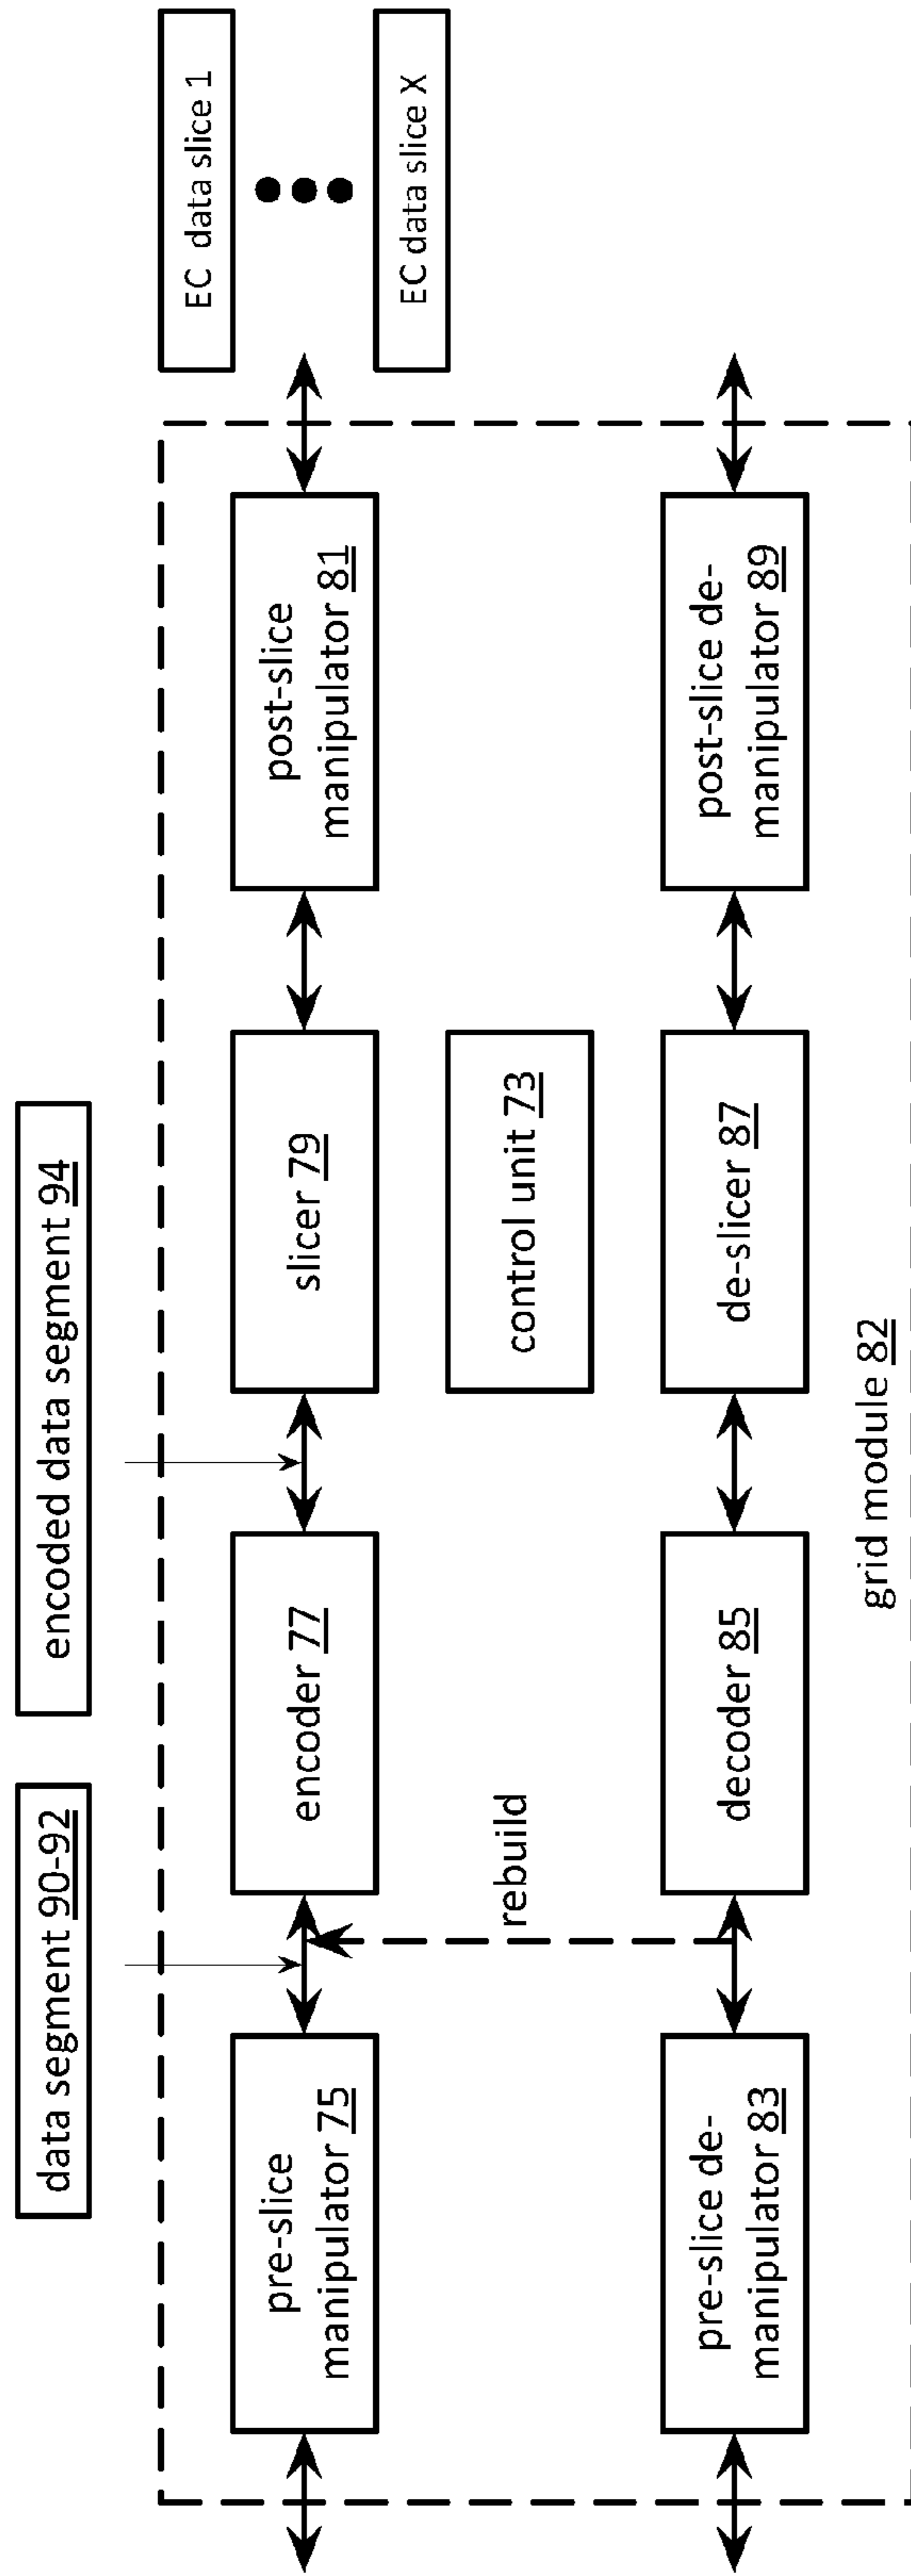 data segment 90-92
encoded data segment 94
EC data slice 1
EC data slice X
pre-slice
manipulator 75
encoder 77
slicer 79
post-slice
manipulator 81
rebuild
control unit 73
pre-slice de-
manipulator 83
decoder 85
de-slicer 87
post-slice de-
manipulator 89
grid module 82